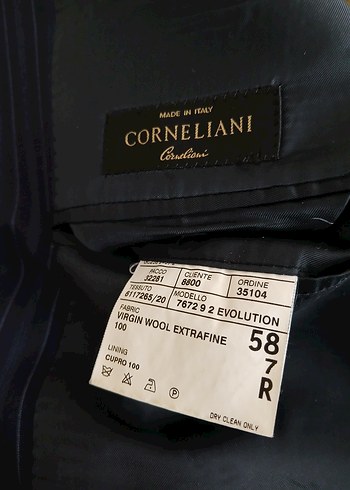 MADE IN ITALY
CORNELIANI
Corneliani
PACCO CLIENTE ORDINE
32281 8800 35104
TESSUTO MODELLO
6117265/20 7672 9 2 EVOLUTION
FABRIC
VIRGIN WOOL EXTRAFINE
100
58
7
R
LINING
CUPRO 100
P
DRY CLEAN ONLY